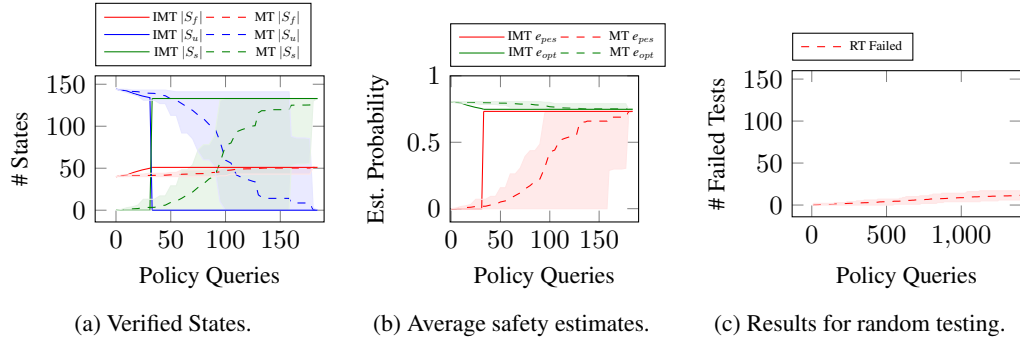 IMT |S_f| MT |S_f|
IMT |S_u| MT |S_u|
IMT |S_s| MT |S_s|
150
100
50
0
# States
0 50 100 150
Policy Queries
(a) Verified States.
IMT e_pes MT e_pes
IMT e_opt MT e_opt
1
0.5
0
Est. Probability
0 50 100 150
Policy Queries
(b) Average safety estimates.
RT Failed
150
100
50
0
# Failed Tests
0 500 1,000
Policy Queries
(c) Results for random testing.